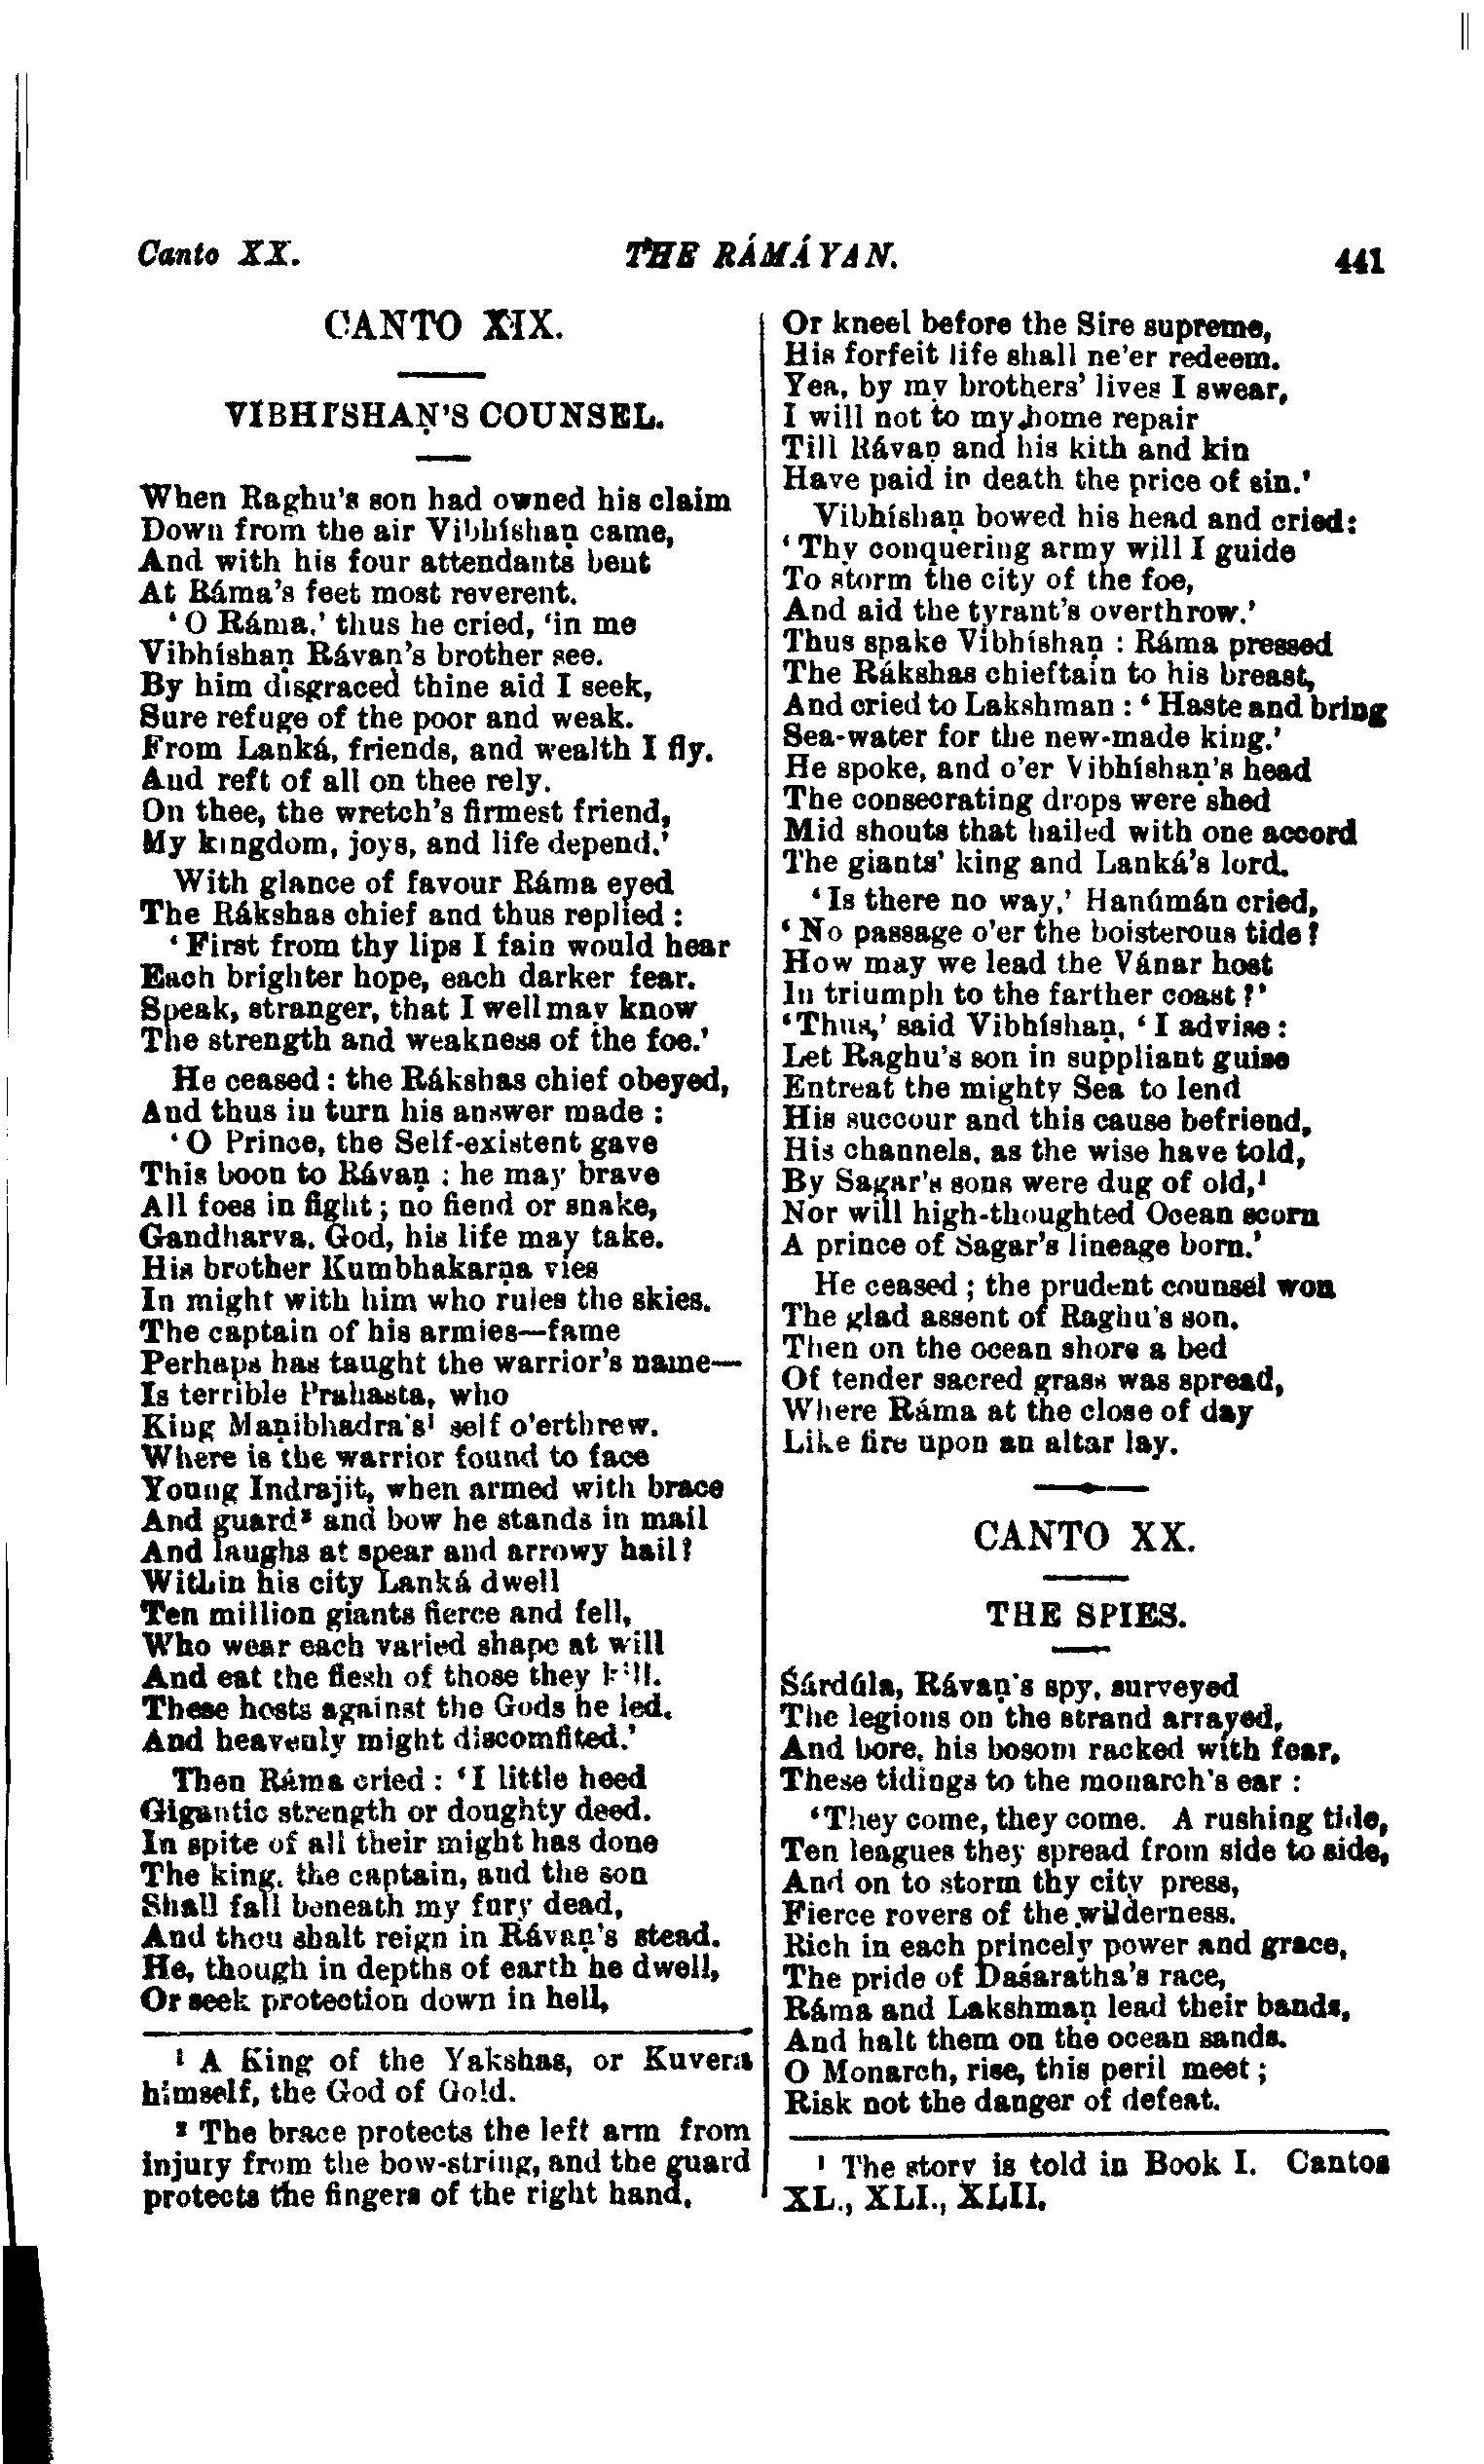 Canto XX. THE RÁMÁYAN. 441
CANTO XIX.
VIBHÍSHAṆ'S COUNSEL.
When Raghu's son had owned his claim
Down from the air Vibhíshaṇ came,
And with his four attendants bent
At Ráma's feet most reverent.
'O Ráma,' thus he cried, 'in me
Vibhíshaṇ Rávaṇ's brother see.
By him disgraced thine aid I seek,
Sure refuge of the poor and weak.
From Lanká, friends, and wealth I fly,
And reft of all on thee rely.
On thee, the wretch's firmest friend,
My kingdom, joys, and life depend.'
With glance of favour Ráma eyed
The Rákshas chief and thus replied :
'First from thy lips I fain would hear
Each brighter hope, each darker fear.
Speak, stranger, that I well may know
The strength and weakness of the foe.'
He ceased : the Rákshas chief obeyed,
And thus in turn his answer made :
'O Prince, the Self-existent gave
This boon to Rávaṇ ; he may brave
All foes in fight ; no fiend or snake,
Gandharva, God, his life may take.
His brother Kumbhakarṇa vies
In might with him who rules the skies.
The captain of his armies—fame
Perhaps has taught the warrior's name—
Is terrible Prahasta, who
King Maṇibhadra's¹ self o'erthrew.
Where is the warrior found to face
Young Indrajit, when armed with brace
And guard² and bow he stands in mail
And laughs at spear and arrowy hail?
Within his city Lanká dwell
Ten million giants fierce and fell,
Who wear each varied shape at will
And eat the flesh of those they kill.
These hosts against the Gods he led,
And heavenly might discomfited.'
Then Ráma cried : 'I little heed
Gigantic strength or doughty deed.
In spite of all their might has done
The king, the captain, and the son
Shall fall beneath my fury dead,
And thou shalt reign in Rávaṇ's stead.
He, though in depths of earth he dwell,
Or seek protection down in hell,
¹ A King of the Yakshas, or Kuvera
himself, the God of Gold.
² The brace protects the left arm from
injury from the bow-string, and the guard
protects the fingers of the right hand.
Or kneel before the Sire supreme,
His forfeit life shall ne'er redeem.
Yea, by my brothers' lives I swear,
I will not to my home repair
Till Rávaṇ and his kith and kin
Have paid in death the price of sin.'
Vibhíshaṇ bowed his head and cried:
'Thy conquering army will I guide
To storm the city of the foe,
And aid the tyrant's overthrow.'
Thus spake Vibhíshaṇ : Ráma pressed
The Rákshas chieftain to his breast,
And cried to Lakshman : 'Haste and bring
Sea-water for the new-made king.'
He spoke, and o'er Vibhíshaṇ's head
The consecrating drops were shed
Mid shouts that hailed with one accord
The giants' king and Lanká's lord.
'Is there no way,' Hanúmán cried,
'No passage o'er the boisterous tide?
How may we lead the Vánar host
In triumph to the farther coast?'
'Thus,' said Vibhíshaṇ, 'I advise :
Let Raghu's son in suppliant guise
Entreat the mighty Sea to lend
His succour and this cause befriend,
His channels, as the wise have told,
By Sagar's sons were dug of old,¹
Nor will high-thoughted Ocean scorn
A prince of Sagar's lineage born.'
He ceased ; the prudent counsel won
The glad assent of Raghu's son.
Then on the ocean shore a bed
Of tender sacred grass was spread,
Where Ráma at the close of day
Like fire upon an altar lay.
CANTO XX.
THE SPIES.
Śárdúla, Rávaṇ's spy, surveyed
The legions on the strand arrayed,
And bore, his bosom racked with fear,
These tidings to the monarch's ear :
'They come, they come. A rushing tide,
Ten leagues they spread from side to side,
And on to storm thy city press,
Fierce rovers of the wilderness.
Rich in each princely power and grace,
The pride of Daśaratha's race,
Ráma and Lakshmaṇ lead their bands,
And halt them on the ocean sands.
O Monarch, rise, this peril meet ;
Risk not the danger of defeat.
¹ The story is told in Book I. Cantos
XL., XLI., XLII.